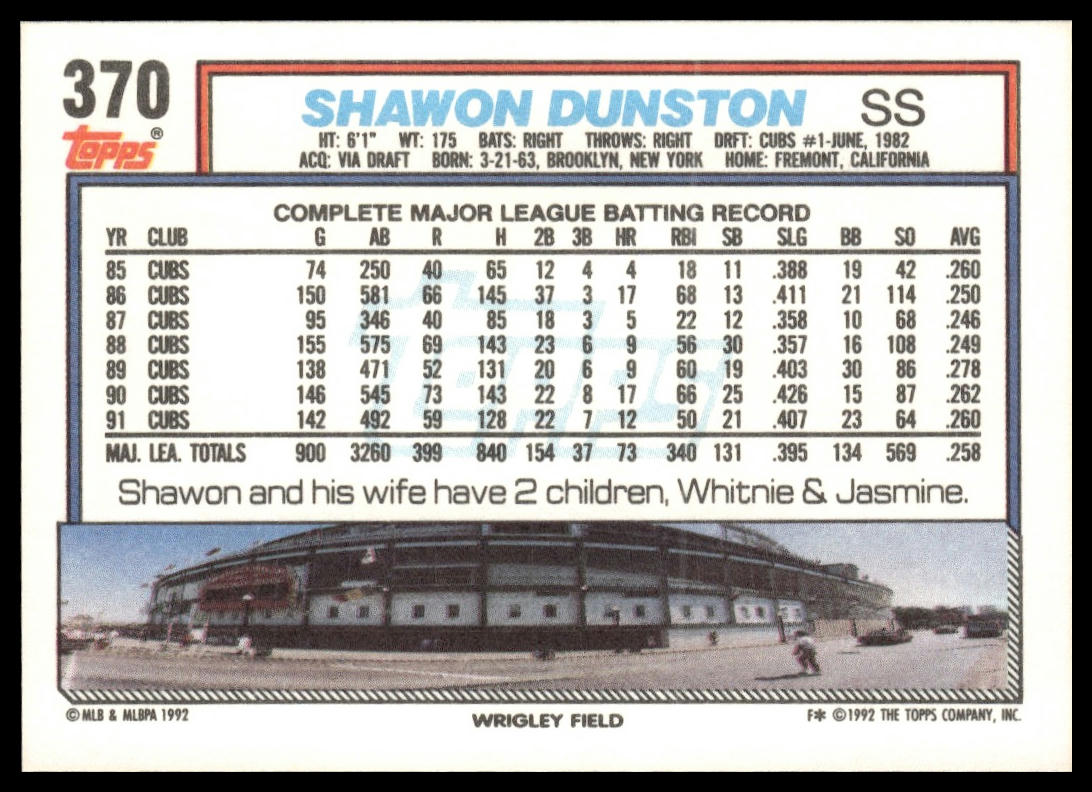 370
Topps®
SHAWON DUNSTON SS
HT: 6'1" WT: 175 BATS: RIGHT THROWS: RIGHT DRFT: CUBS #1-JUNE, 1982
ACQ: VIA DRAFT BORN: 3-21-63, BROOKLYN, NEW YORK HOME: FREMONT, CALIFORNIA
COMPLETE MAJOR LEAGUE BATTING RECORD
YR CLUB G AB R H 2B 3B HR RBI SB SLG BB SO AVG
85 CUBS 74 250 40 65 12 4 4 18 11 .388 19 42 .260
86 CUBS 150 581 66 145 37 3 17 68 13 .411 21 114 .250
87 CUBS 95 346 40 85 18 3 5 22 12 .358 10 68 .246
88 CUBS 155 575 69 143 23 6 9 56 30 .357 16 108 .249
89 CUBS 138 471 52 131 20 6 9 60 19 .403 30 86 .278
90 CUBS 146 545 73 143 22 8 17 66 25 .426 15 87 .262
91 CUBS 142 492 59 128 22 7 12 50 21 .407 23 64 .260
MAJ. LEA. TOTALS 900 3260 399 840 154 37 73 340 131 .395 134 569 .258
Topps
Shawon and his wife have 2 children, Whitnie & Jasmine.
© MLB & MLBPA 1992
WRIGLEY FIELD
F* © 1992 THE TOPPS COMPANY, INC.